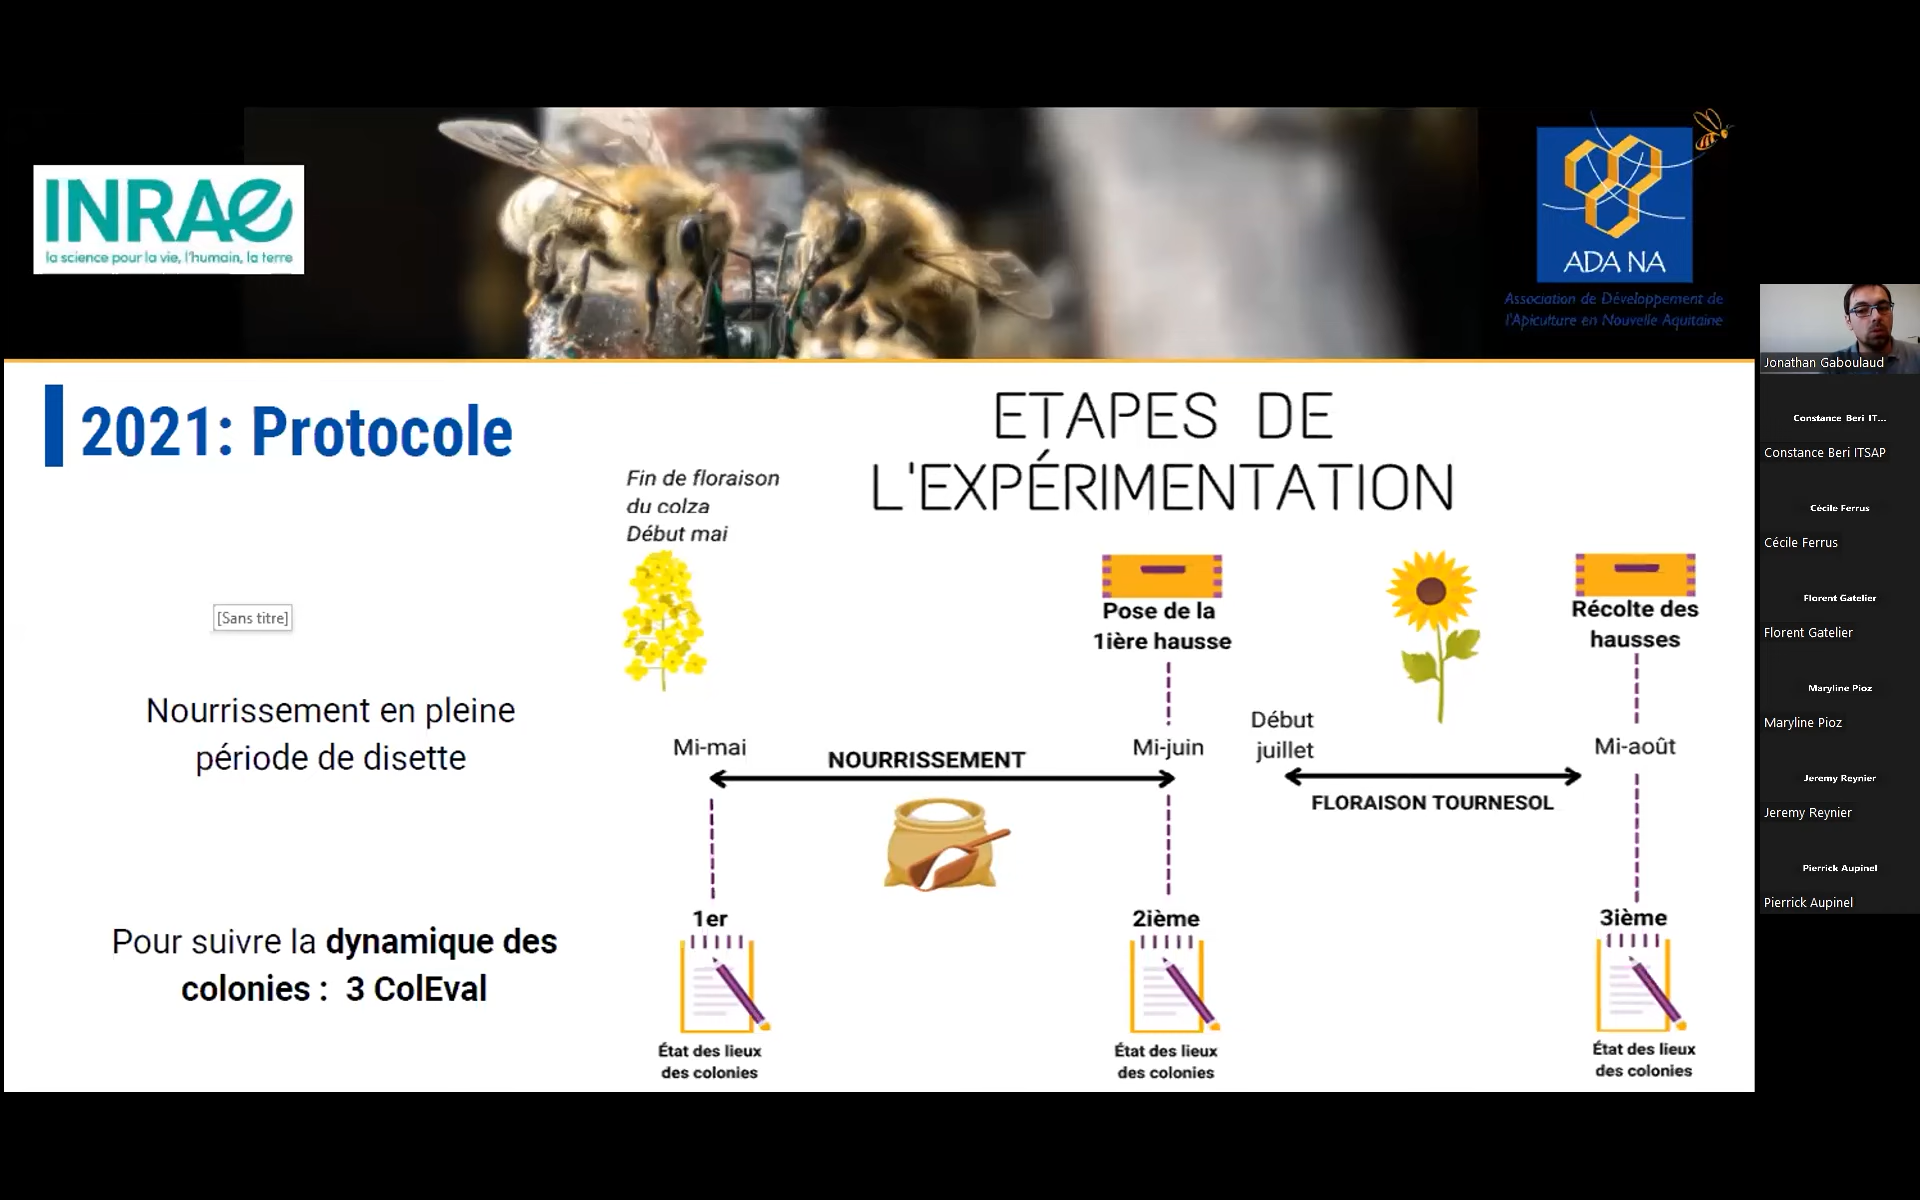 INRAE
la science pour la vie, l'humain, la terre
ADA NA
Association de Développement de
l'Apiculture en Nouvelle Aquitaine
2021: Protocole
ETAPES DE
L'EXPÉRIMENTATION
Fin de floraison
du colza
Début mai
[Sans titre]
Nourrissement en pleine
période de disette
Pour suivre la dynamique des
colonies : 3 ColEval
Pose de la
1ière hausse
Récolte des
hausses
Mi-mai
NOURRISSEMENT
Mi-juin
Début
juillet
Mi-août
FLORAISON TOURNESOL
1er
État des lieux
des colonies
2ième
État des lieux
des colonies
3ième
État des lieux
des colonies
Jonathan Gaboulaud
Constance Beri IT...
Constance Beri ITSAP
Cécile Ferrus
Cécile Ferrus
Florent Gatelier
Florent Gatelier
Maryline Pioz
Maryline Pioz
Jeremy Reynier
Jeremy Reynier
Pierrick Aupinel
Pierrick Aupinel